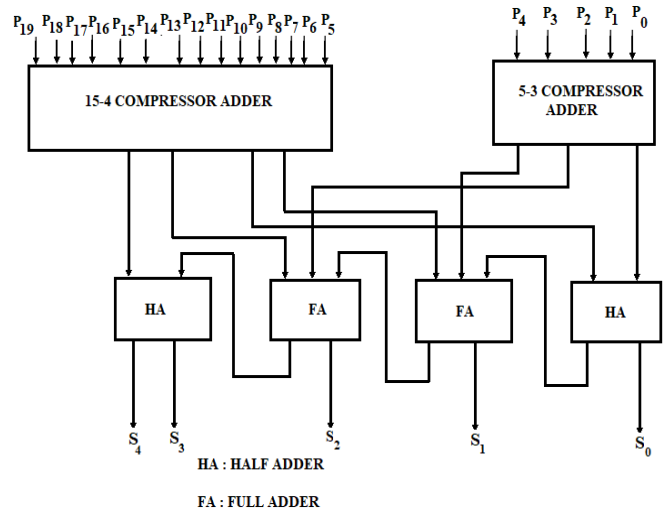 P19 P18 P17 P16 P15 P14 P13 P12 P11 P10 P9 P8 P7 P6 P5 P4 P3 P2 P1 P0
15-4 COMPRESSOR ADDER
5-3 COMPRESSOR
ADDER
HA FA FA HA
S4 S3 S2 S1 S0
HA : HALF ADDER
FA : FULL ADDER